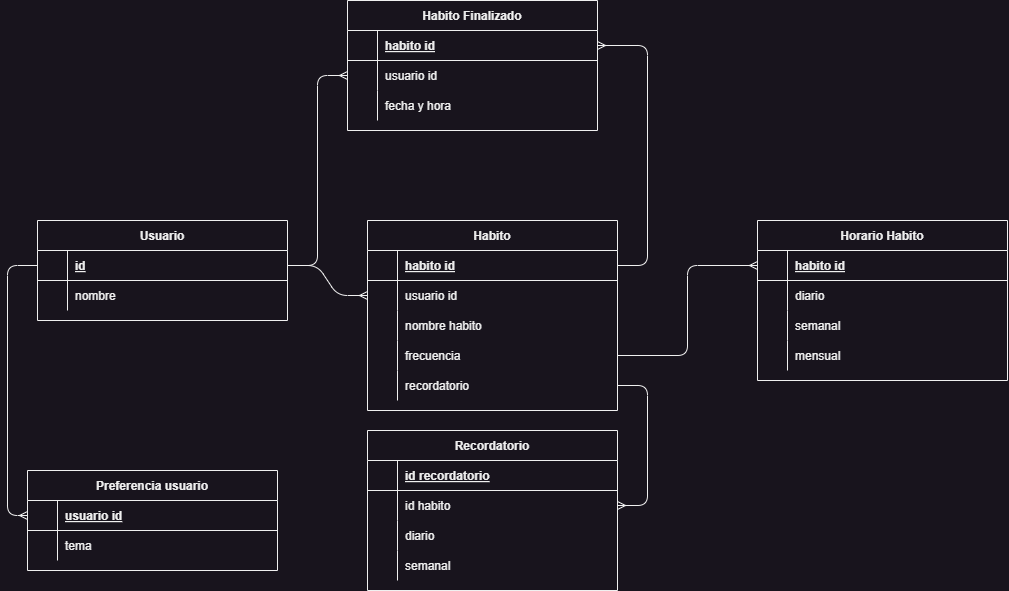 Habito Finalizado
habito id
usuario id
fecha y hora
Usuario
id
nombre
Habito
habito id
usuario id
nombre habito
frecuencia
recordatorio
Horario Habito
habito id
diario
semanal
mensual
Recordatorio
id recordatorio
id habito
diario
semanal
Preferencia usuario
usuario id
tema